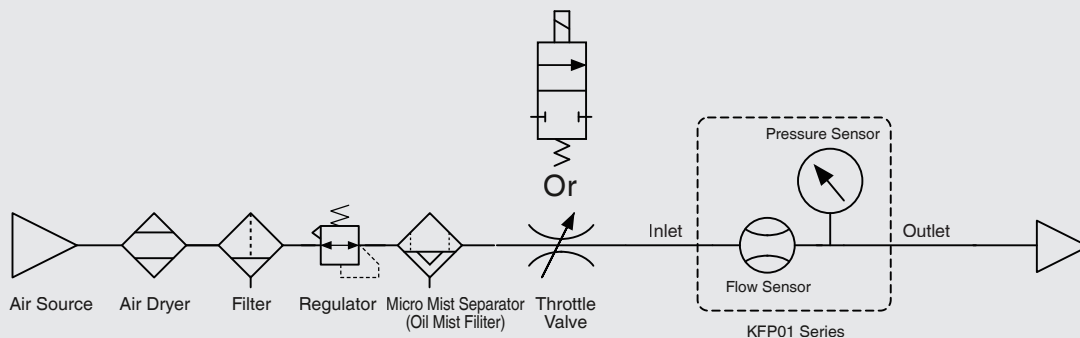 Or
Pressure Sensor
Inlet
Outlet
Flow Sensor
Air Source
Air Dryer
Filter
Regulator
Micro Mist Separator
(Oil Mist Filiter)
Throttle
Valve
KFP01 Series